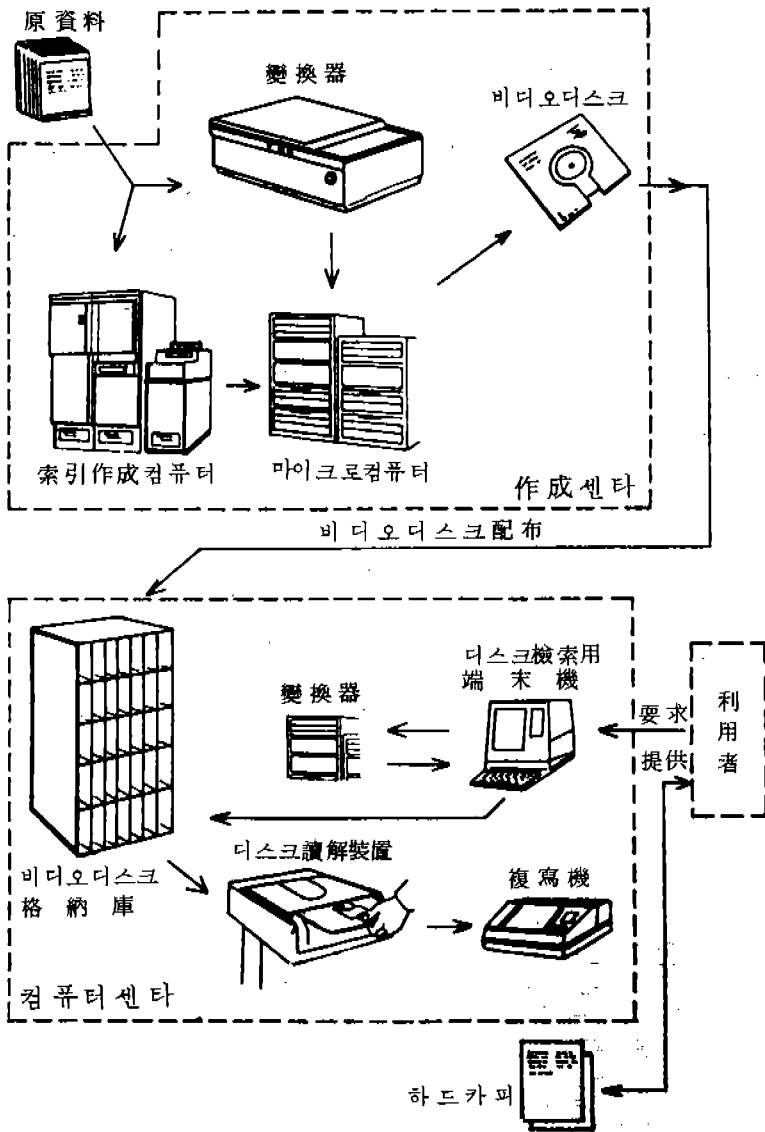 原資料
變換器
비디오디스크
索引作成컴퓨터
마이크로컴퓨터
作成센타
비디오디스크配布
디스크檢索用
端末機
變換器
要求
提供
利用者
디스크讀解裝置
비디오디스크
格納庫
複寫機
컴퓨터센타
하드카피